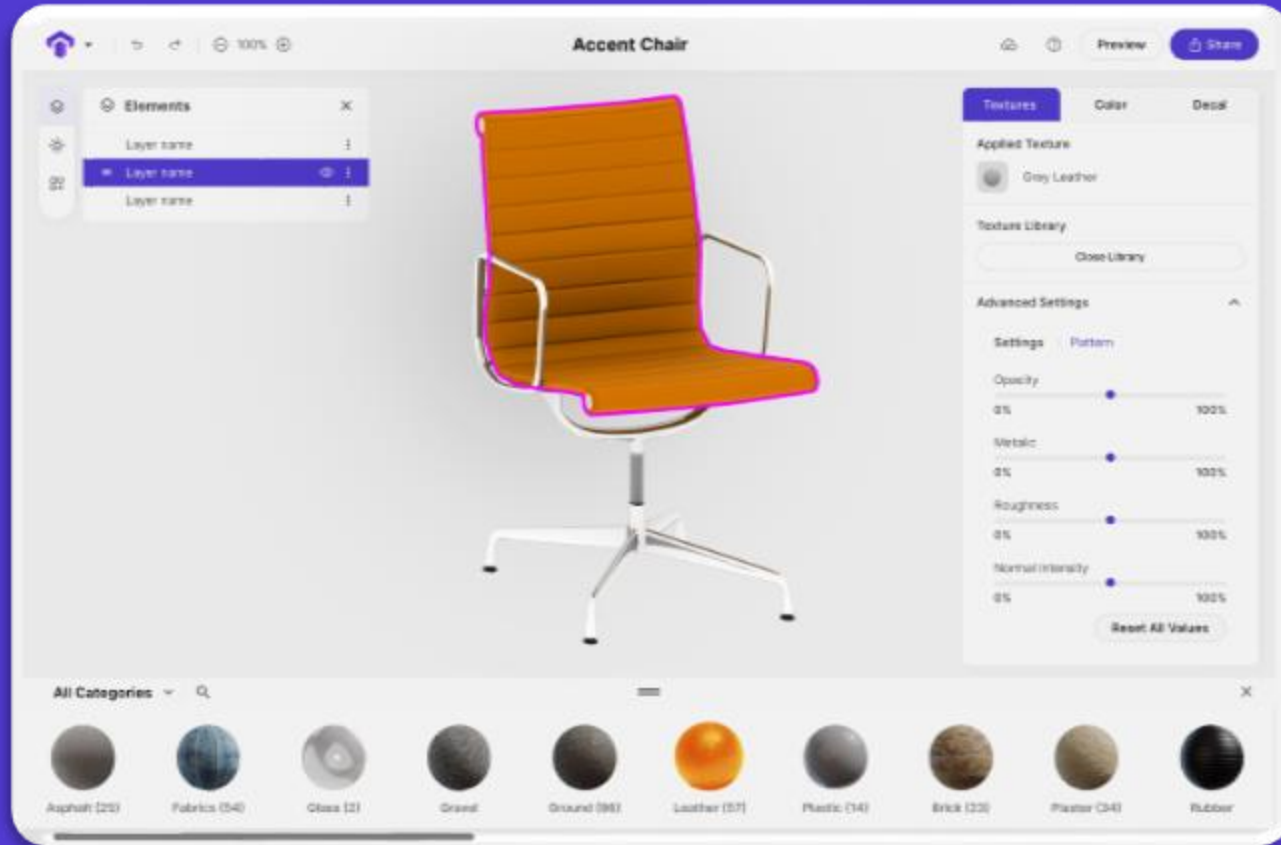 100%
Accent Chair
Preview
Share
Elements
Layer name
Layer name
Layer name
Textures
Color
Decal
Applied Texture
Gray Leather
Texture Library
Close Library
Advanced Settings
Settings
Pattern
Opacity
0%
100%
Metalic
0%
100%
Roughness
0%
100%
Normal Intensity
0%
100%
Reset All Values
All Categories
Asphalt (25)
Fabrics (54)
Glass (2)
Gravel
Ground (86)
Leather (57)
Plastic (14)
Brick (23)
Plaster (34)
Rubber